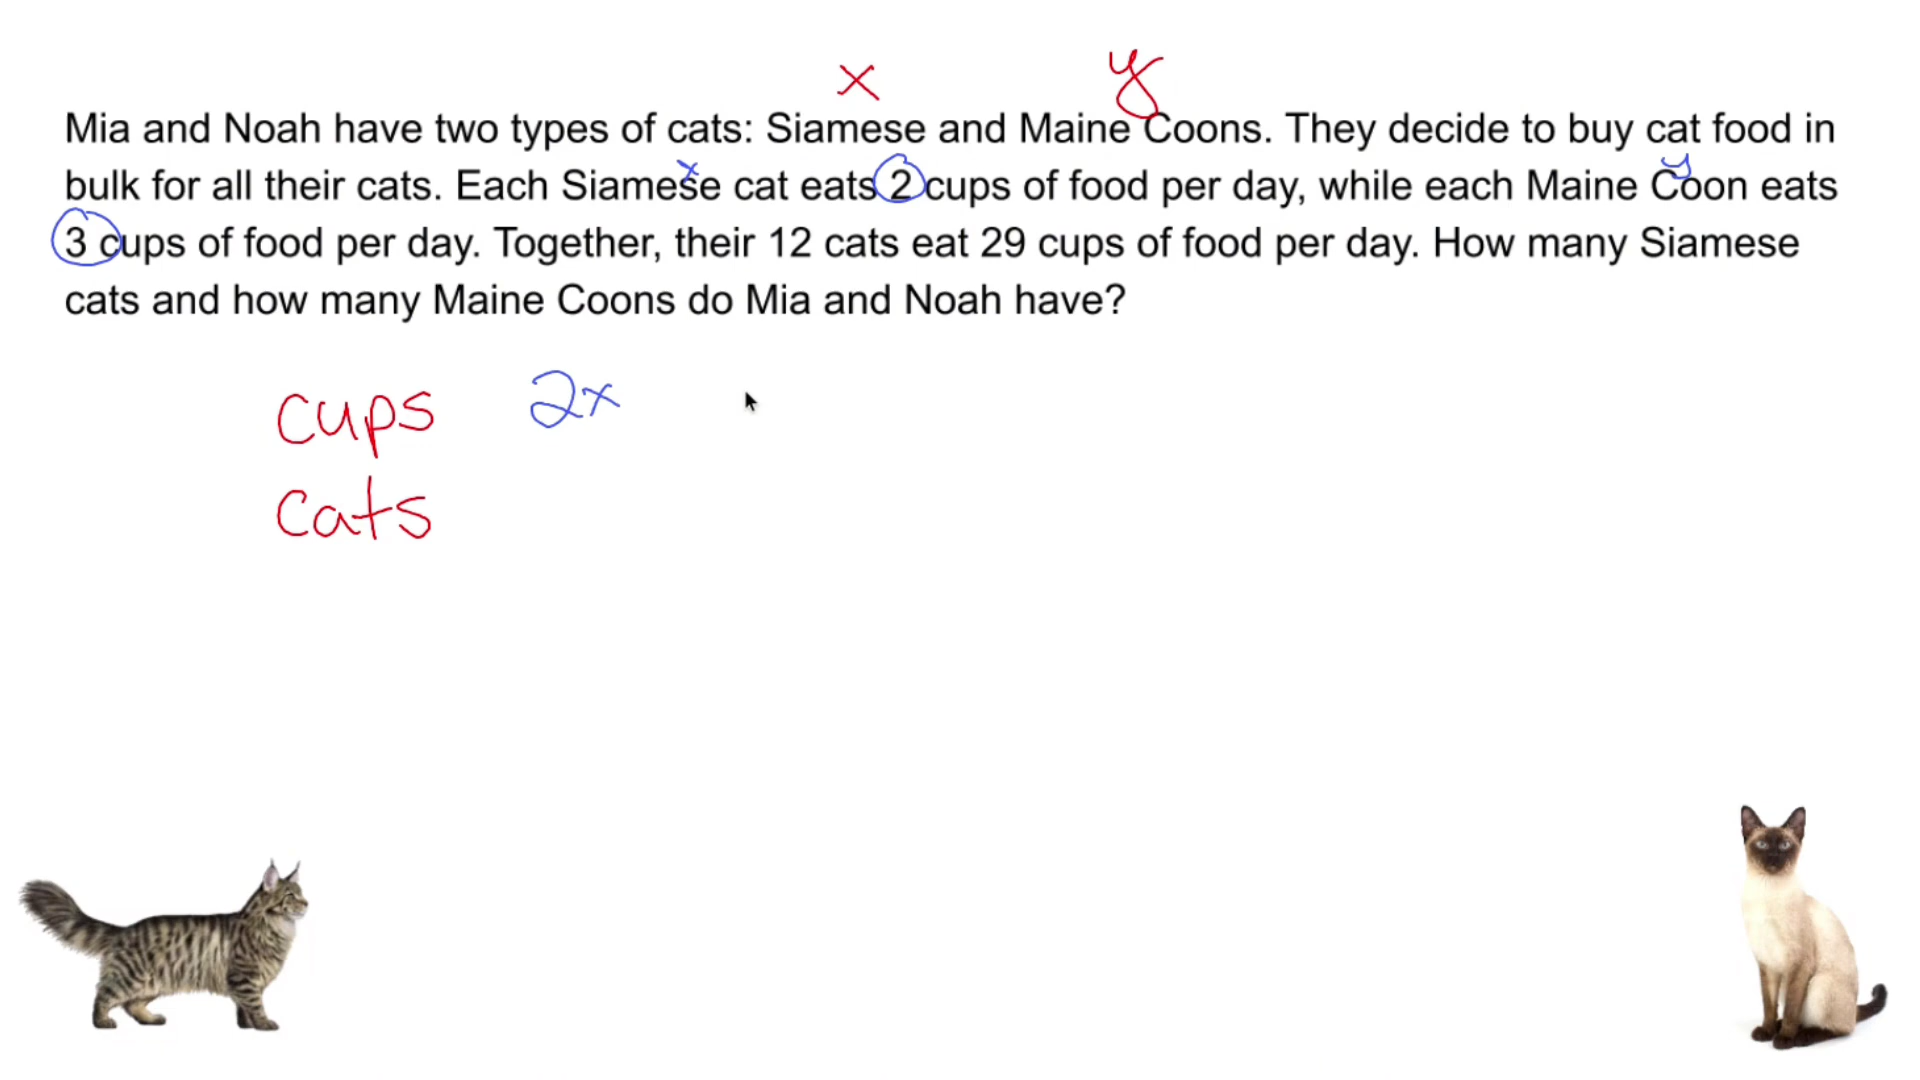 x y
Mia and Noah have two types of cats: Siamese and Maine Coons. They decide to buy cat food in
x y
bulk for all their cats. Each Siamese cat eats 2 cups of food per day, while each Maine Coon eats
3 cups of food per day. Together, their 12 cats eat 29 cups of food per day. How many Siamese
cats and how many Maine Coons do Mia and Noah have?
cups 2x
cats